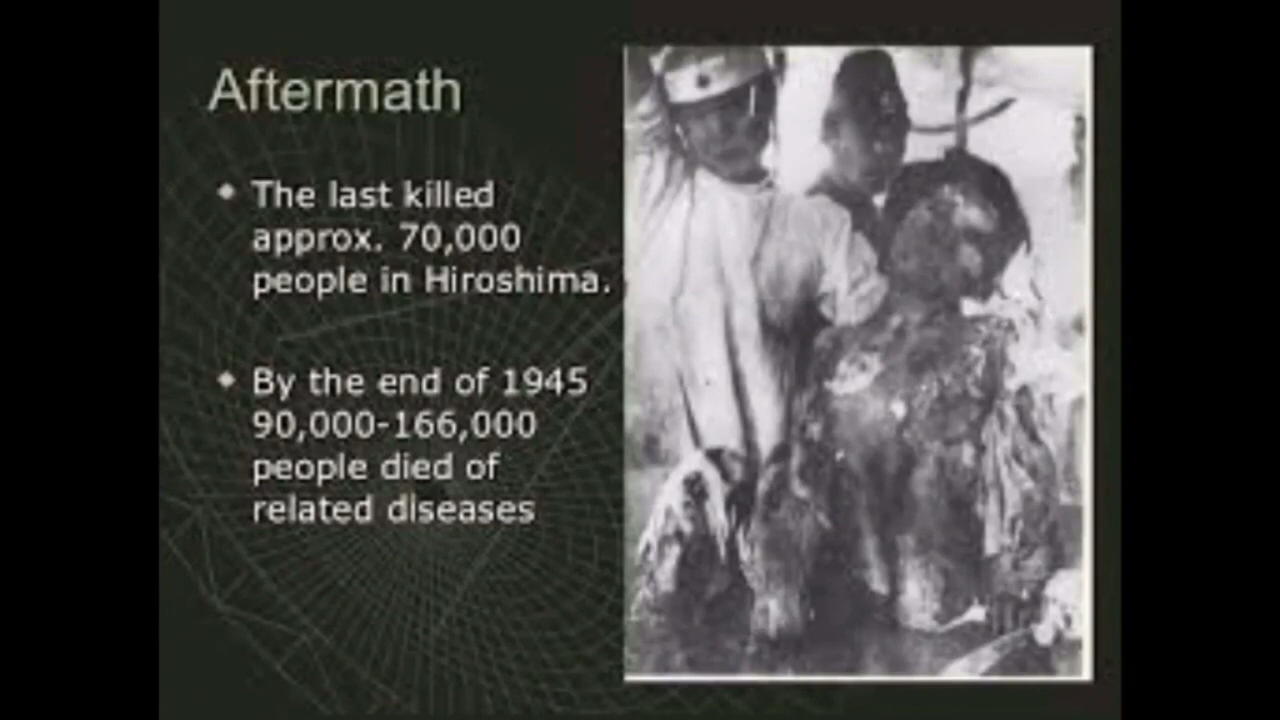 Aftermath
The last killed
approx. 70,000
people in Hiroshima.
By the end of 1945
90,000-166,000
people died of
related diseases